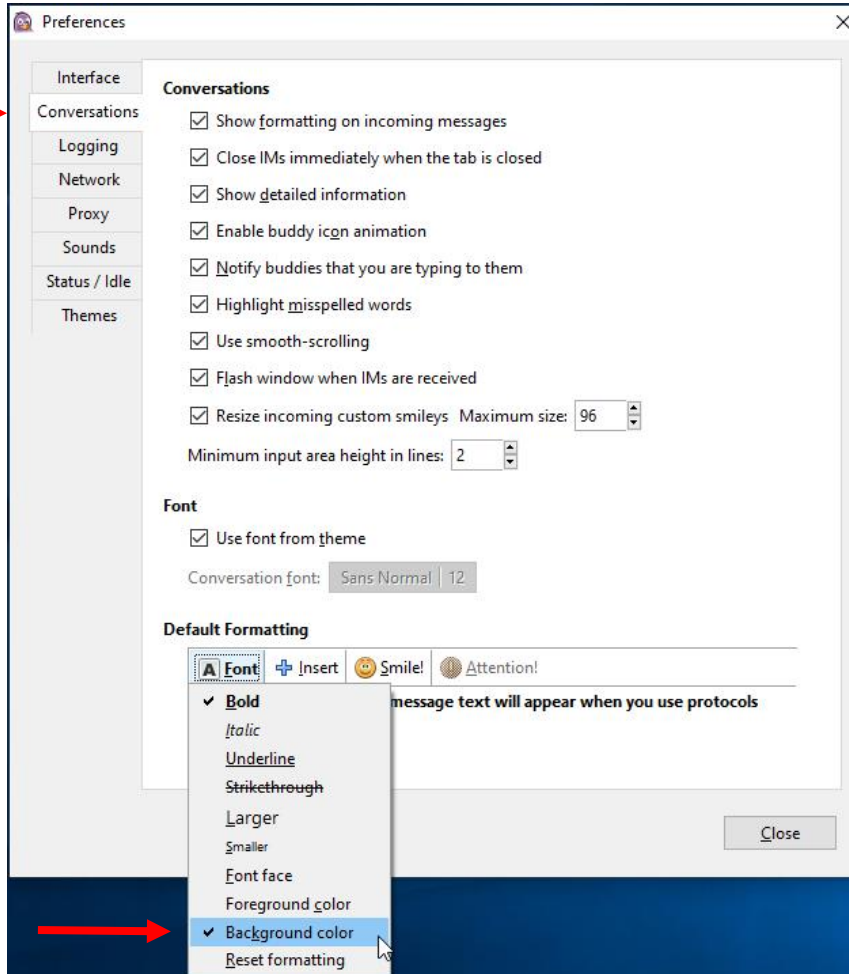 Preferences
Interface
Conversations
Logging
Network
Proxy
Sounds
Status / Idle
Themes
Conversations
Show formatting on incoming messages
Close IMs immediately when the tab is closed
Show detailed information
Enable buddy icon animation
Notify buddies that you are typing to them
Highlight misspelled words
Use smooth-scrolling
Flash window when IMs are received
Resize incoming custom smileys Maximum size: 96
Minimum input area height in lines: 2
Font
Use font from theme
Conversation font: Sans Normal 12
Default Formatting
A Font Insert Smile! Attention!
message text will appear when you use protocols
Bold
Italic
Underline
Strikethrough
Larger
Smaller
Font face
Foreground color
Background color
Reset formatting
Close